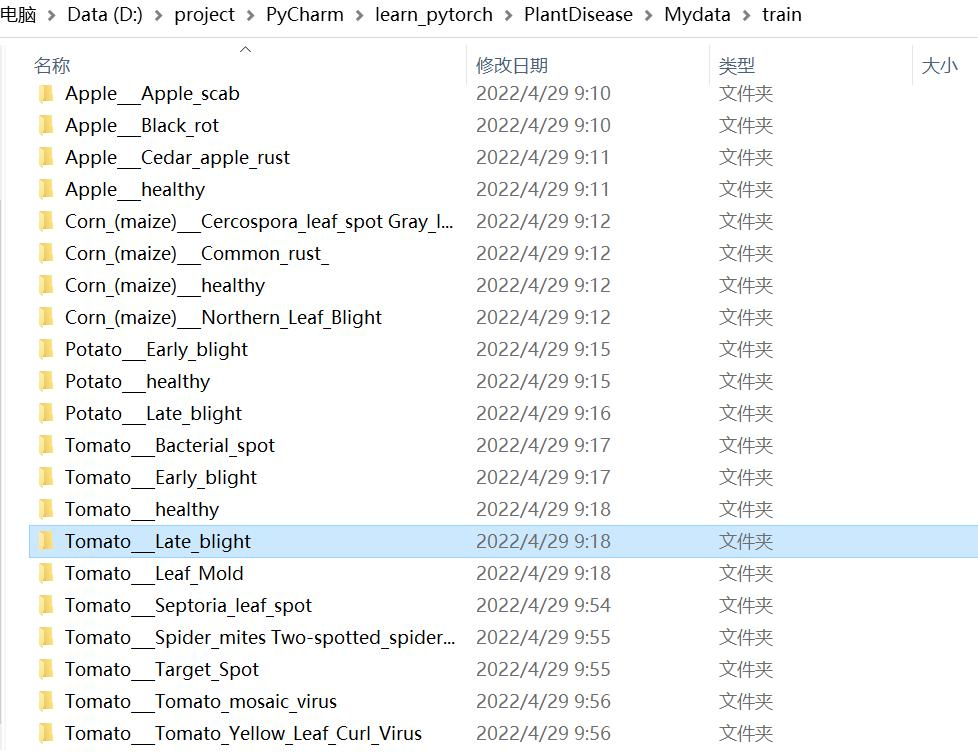 电脑 > Data (D:) > project > PyCharm > learn_pytorch > PlantDisease > Mydata > train
名称 修改日期 类型 大小
Apple___Apple_scab 2022/4/29 9:10 文件夹
Apple___Black_rot 2022/4/29 9:10 文件夹
Apple___Cedar_apple_rust 2022/4/29 9:11 文件夹
Apple___healthy 2022/4/29 9:11 文件夹
Corn_(maize)___Cercospora_leaf_spot Gray_l... 2022/4/29 9:12 文件夹
Corn_(maize)___Common_rust_ 2022/4/29 9:12 文件夹
Corn_(maize)___healthy 2022/4/29 9:12 文件夹
Corn_(maize)___Northern_Leaf_Blight 2022/4/29 9:12 文件夹
Potato___Early_blight 2022/4/29 9:15 文件夹
Potato___healthy 2022/4/29 9:15 文件夹
Potato___Late_blight 2022/4/29 9:16 文件夹
Tomato___Bacterial_spot 2022/4/29 9:17 文件夹
Tomato___Early_blight 2022/4/29 9:17 文件夹
Tomato___healthy 2022/4/29 9:18 文件夹
Tomato___Late_blight 2022/4/29 9:18 文件夹
Tomato___Leaf_Mold 2022/4/29 9:18 文件夹
Tomato___Septoria_leaf_spot 2022/4/29 9:54 文件夹
Tomato___Spider_mites Two-spotted_spider... 2022/4/29 9:55 文件夹
Tomato___Target_Spot 2022/4/29 9:55 文件夹
Tomato___Tomato_mosaic_virus 2022/4/29 9:56 文件夹
Tomato___Tomato_Yellow_Leaf_Curl_Virus 2022/4/29 9:56 文件夹